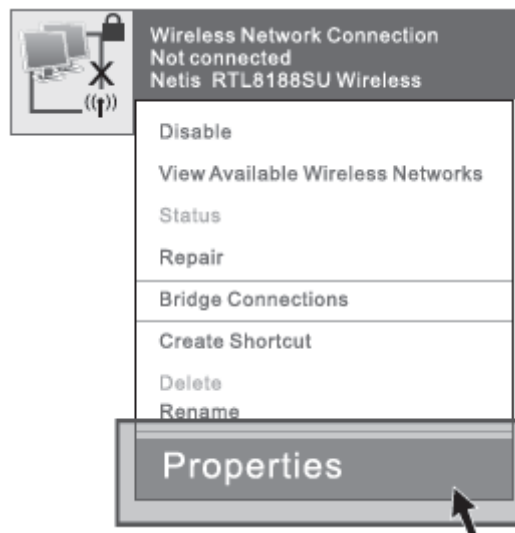 Wireless Network Connection
Not connected
Netis RTL8188SU Wireless
Disable
View Available Wireless Networks
Status
Repair
Bridge Connections
Create Shortcut
Delete
Rename
Properties